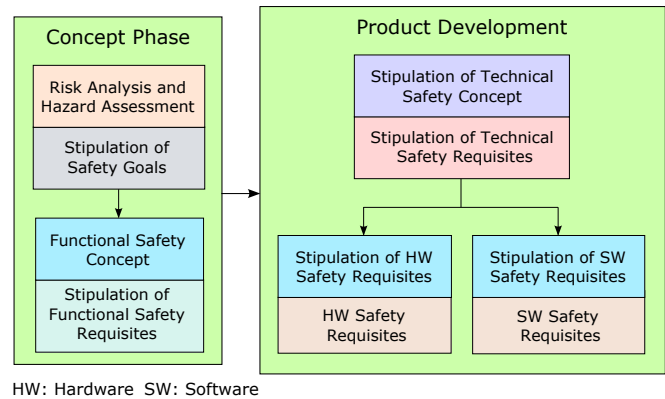 Concept Phase
Risk Analysis and
Hazard Assessment
Stipulation of
Safety Goals
Functional Safety
Concept
Stipulation of
Functional Safety
Requisites
Product Development
Stipulation of Technical
Safety Concept
Stipulation of Technical
Safety Requisites
Stipulation of HW
Safety Requisites
HW Safety
Requisites
Stipulation of SW
Safety Requisites
SW Safety
Requisites
HW: Hardware SW: Software